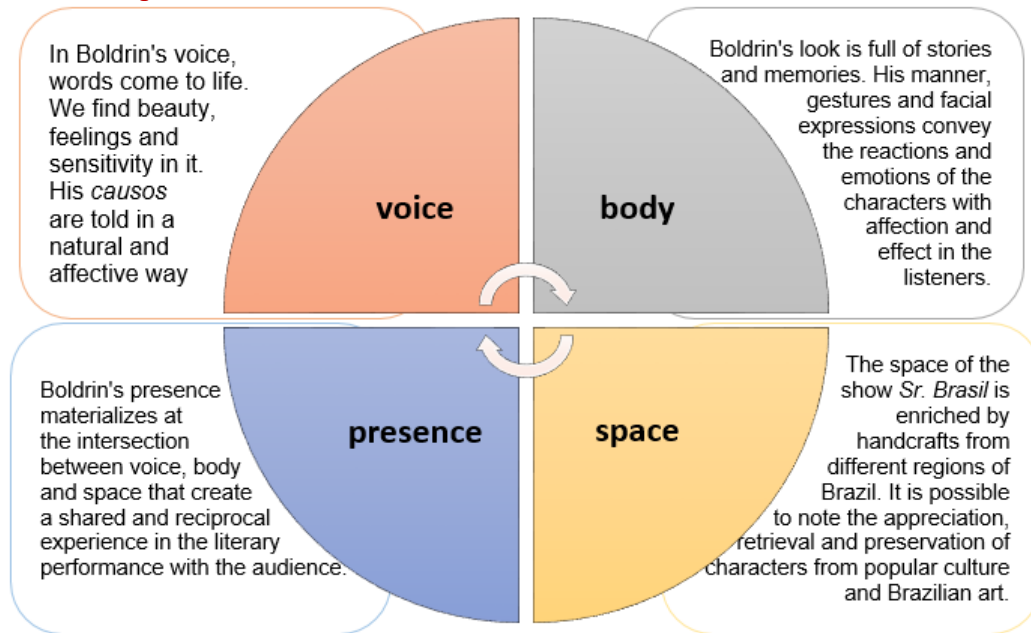 In Boldrin's voice,
words come to life.
We find beauty,
feelings and
sensitivity in it.
His causos
are told in a
natural and
affective way
voice
body
Boldrin's look is full of stories
and memories. His manner,
gestures and facial
expressions convey
the reactions and
emotions of the
characters with
affection and
effect in the
listeners.
Boldrin's presence
materializes at
the intersection
between voice, body
and space that create
a shared and reciprocal
experience in the literary
performance with the audience.
presence
space
The space of the
show Sr. Brasil is
enriched by
handcrafts from
different regions of
Brazil. It is possible
to note the appreciation,
retrieval and preservation of
characters from popular culture
and Brazilian art.